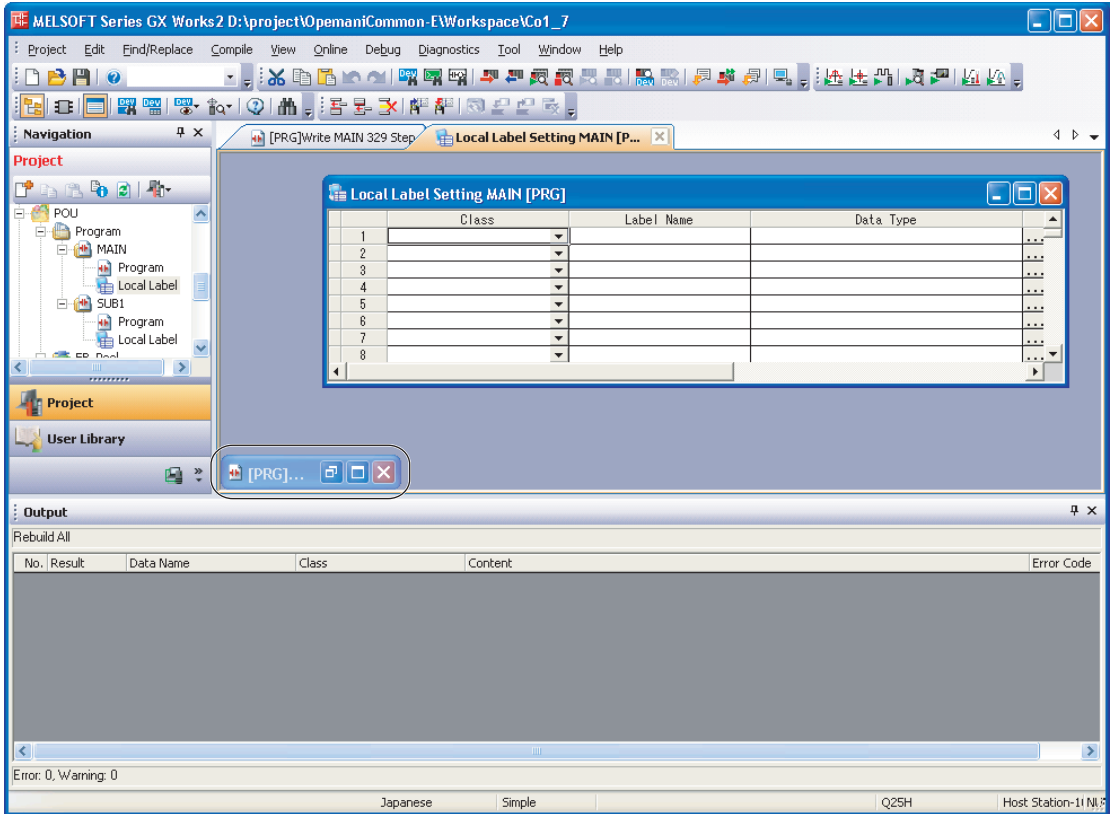 MELSOFT Series GX Works2 D:\project\OpemaniCommon-E\Workspace\Co1_7
Project Edit Find/Replace Compile View Online Debug Diagnostics Tool Window Help
Navigation
[PRG]Write MAIN 329 Step
Local Label Setting MAIN [P...
Project
POU
Program
MAIN
Program
Local Label
SUB1
Program
Local Label
Local Label Setting MAIN [PRG]
Class Label Name Data Type
1 ...
2 ...
3 ...
4 ...
5 ...
6 ...
7 ...
8 ...
Project
User Library
[PRG]...
Output
Rebuild All
No. Result Data Name Class Content Error Code
Error: 0, Warning: 0
Japanese Simple Q25H Host Station-1